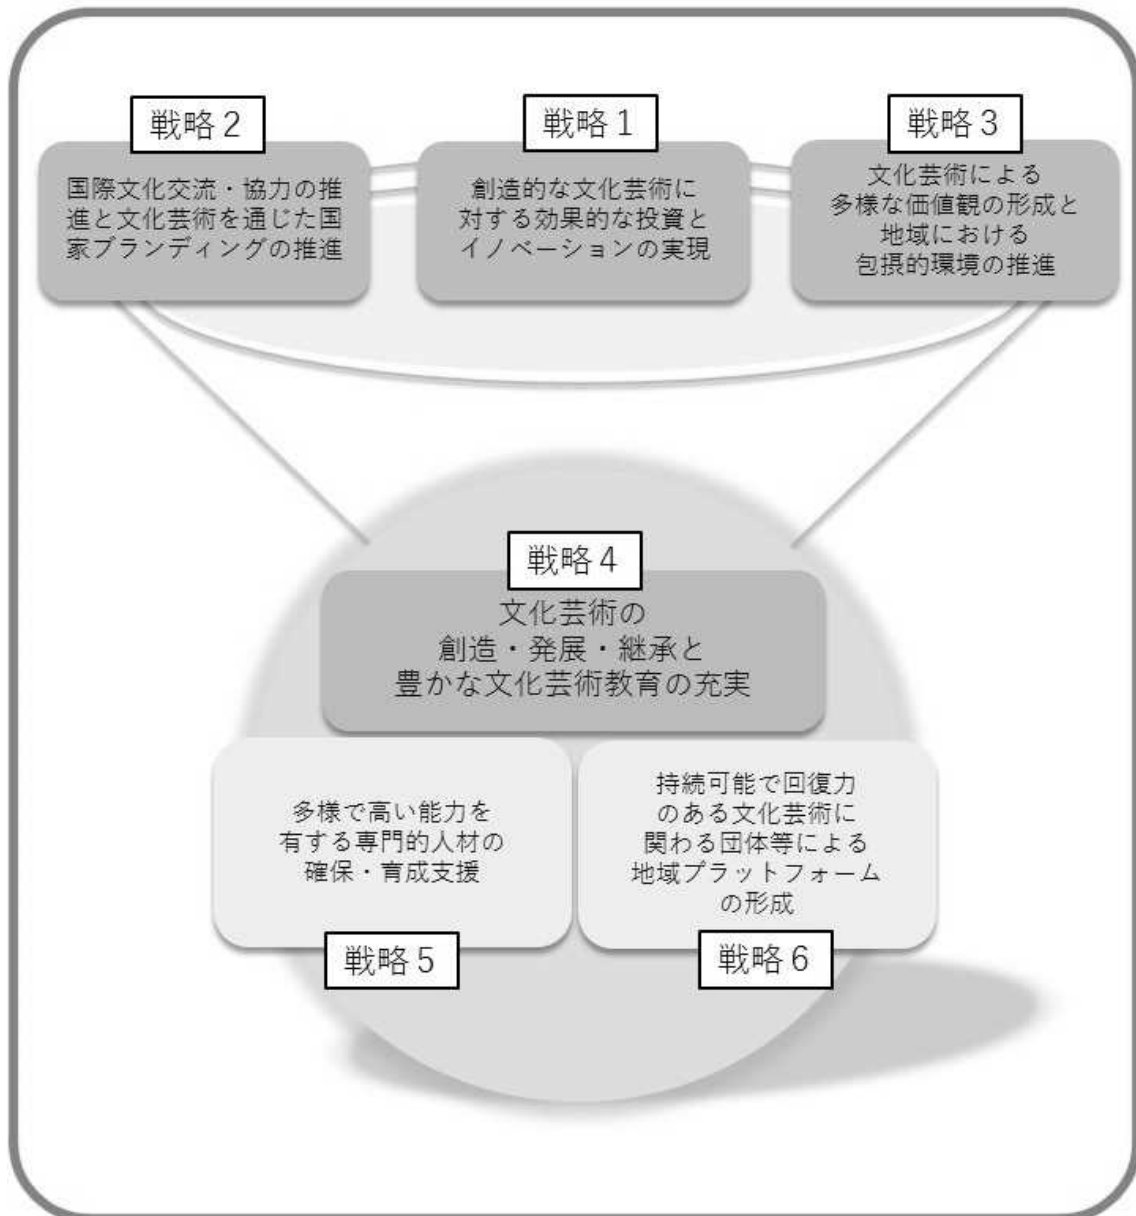 戦略２
国際文化交流・協力の推
進と文化芸術を通じた国
家ブランディングの推進
戦略１
創造的な文化芸術に
対する効果的な投資と
イノベーションの実現
戦略３
文化芸術による
多様な価値観の形成と
地域における
包摂的環境の推進
戦略４
文化芸術の
創造・発展・継承と
豊かな文化芸術教育の充実
多様で高い能力を
有する専門的人材の
確保・育成支援
戦略５
持続可能で回復力
のある文化芸術に
関わる団体等による
地域プラットフォーム
の形成
戦略６